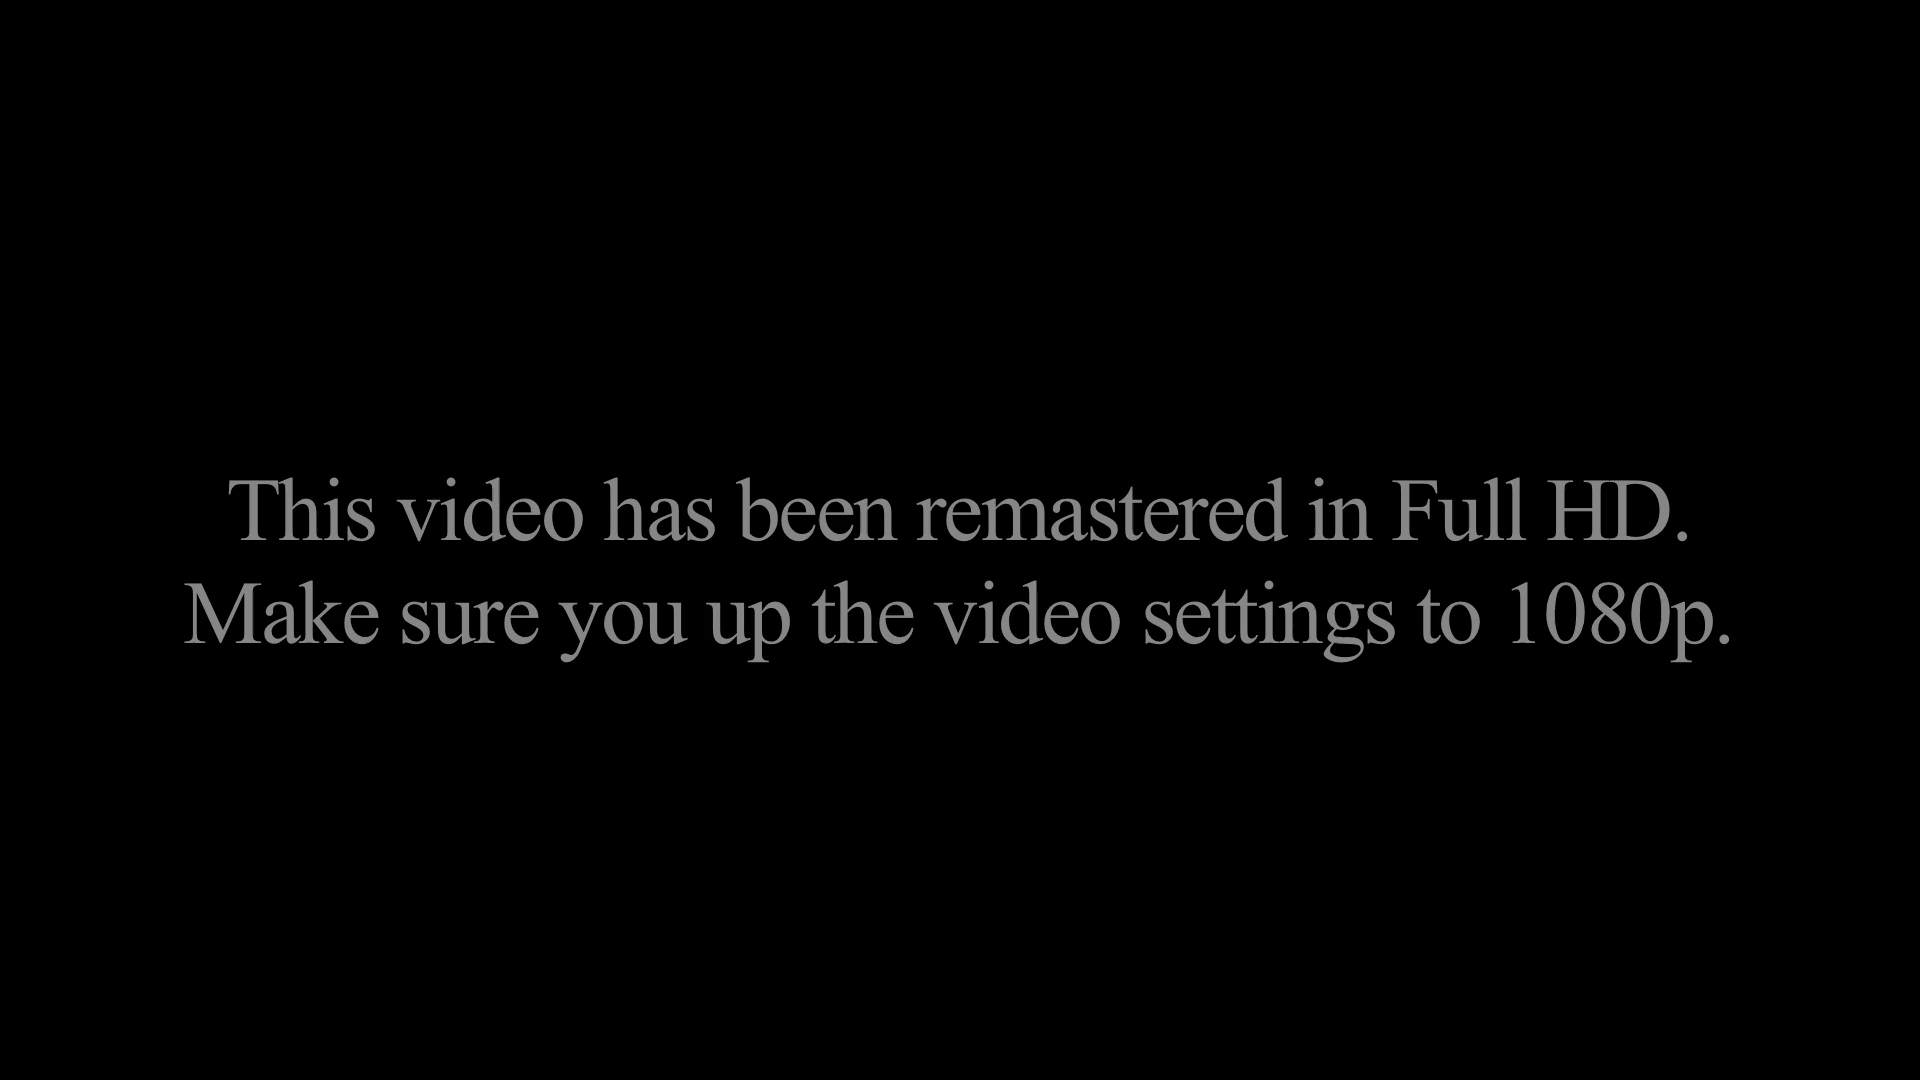 This video has been remastered in Full HD.
Make sure you up the video settings to 1080p.